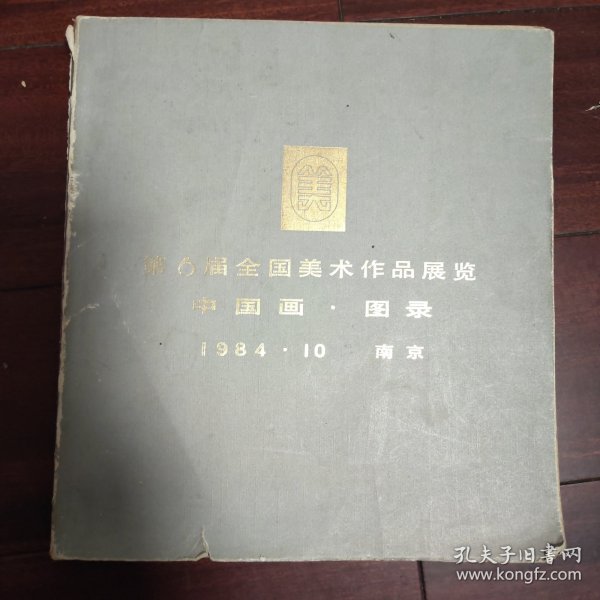 第6届全国美术作品展览
中国画·图录
1984·10 南京
孔夫子旧书网
www.kongfz.com